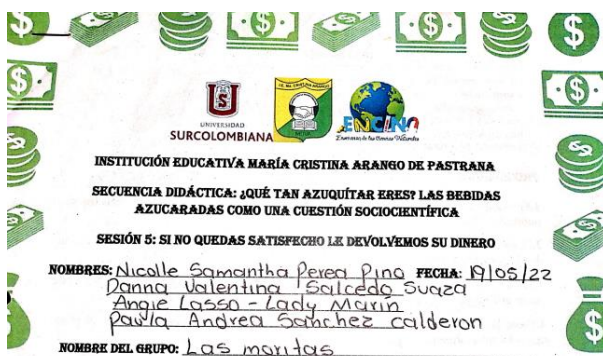 UNIVERSIDAD
SURCOLOMBIANA
ENCINA
INSTITUCIÓN EDUCATIVA MARÍA CRISTINA ARANGO DE PASTRANA
SECUENCIA DIDÁCTICA: ¿QUÉ TAN AZUQUÍTAR ERES? LAS BEBIDAS
AZUCARADAS COMO UNA CUESTIÓN SOCIOCIENTÍFICA
SESIÓN 5: SI NO QUEDAS SATISFECHO LE DEVOLVEMOS SU DINERO
NOMBRES: Nicolle Samantha Perea Pino FECHA: 19/05/22
Danna Valentina Salcedo Suaza
Angie Lasso - Lady Marin
Paula Andrea Sanchez calderon
NOMBRE DEL GRUPO: Las moritas